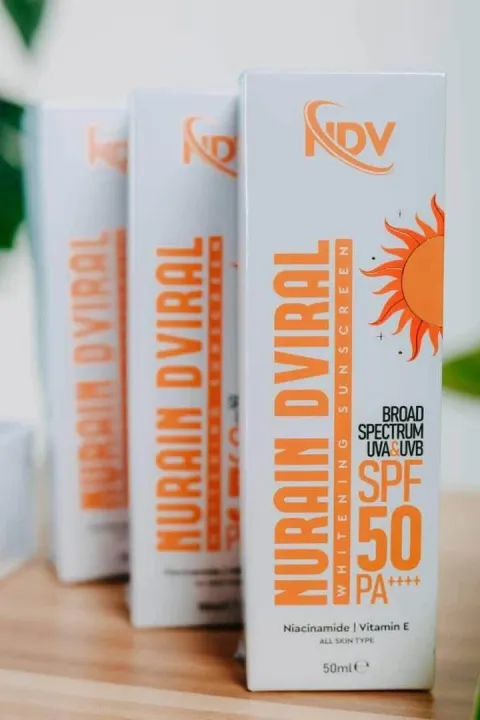 NDV
NURAIN DVIRAL
WHITENING SUNSCREEN
BROAD
SPECTRUM
UVA&UVB
SPF
50
PA++++
Niacinamide | Vitamin E
ALL SKIN TYPE
50ml ℮
NDV
NURAIN DVIRAL
NURAIN DVIRAL